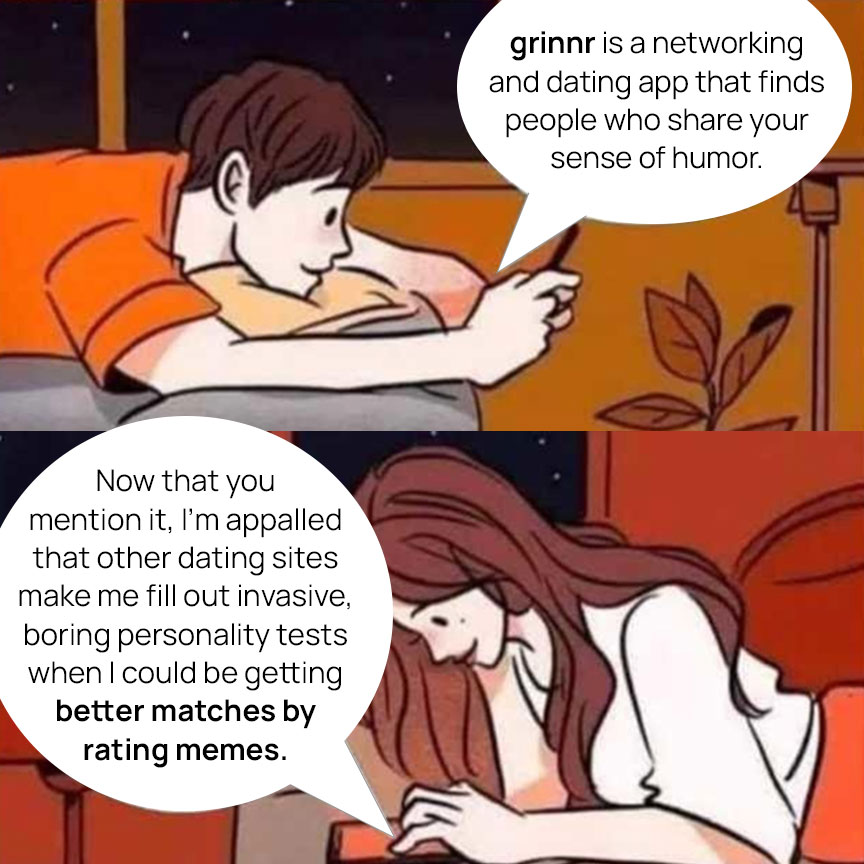 grinnr is a networking
and dating app that finds
people who share your
sense of humor.
Now that you
mention it, I'm appalled
that other dating sites
make me fill out invasive,
boring personality tests
when I could be getting
better matches by
rating memes.